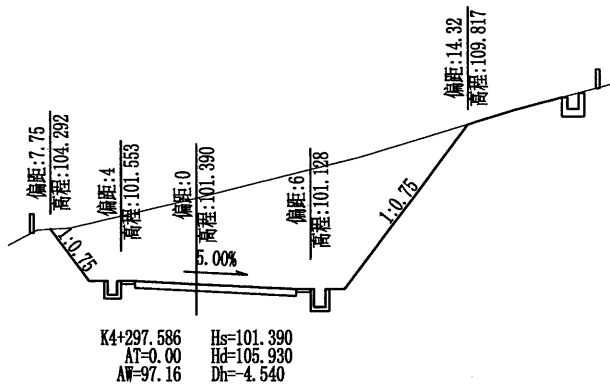 偏距:7.75
高程:104.292
偏距:4
高程:101.553
偏距:0
高程:101.390
偏距:6
高程:101.128
偏距:14.32
高程:109.817
1:0.75
5.00%
1:0.75
K4+297.586 Hs=101.390
AT=0.00 Hd=105.930
AW=97.16 Dh=-4.540